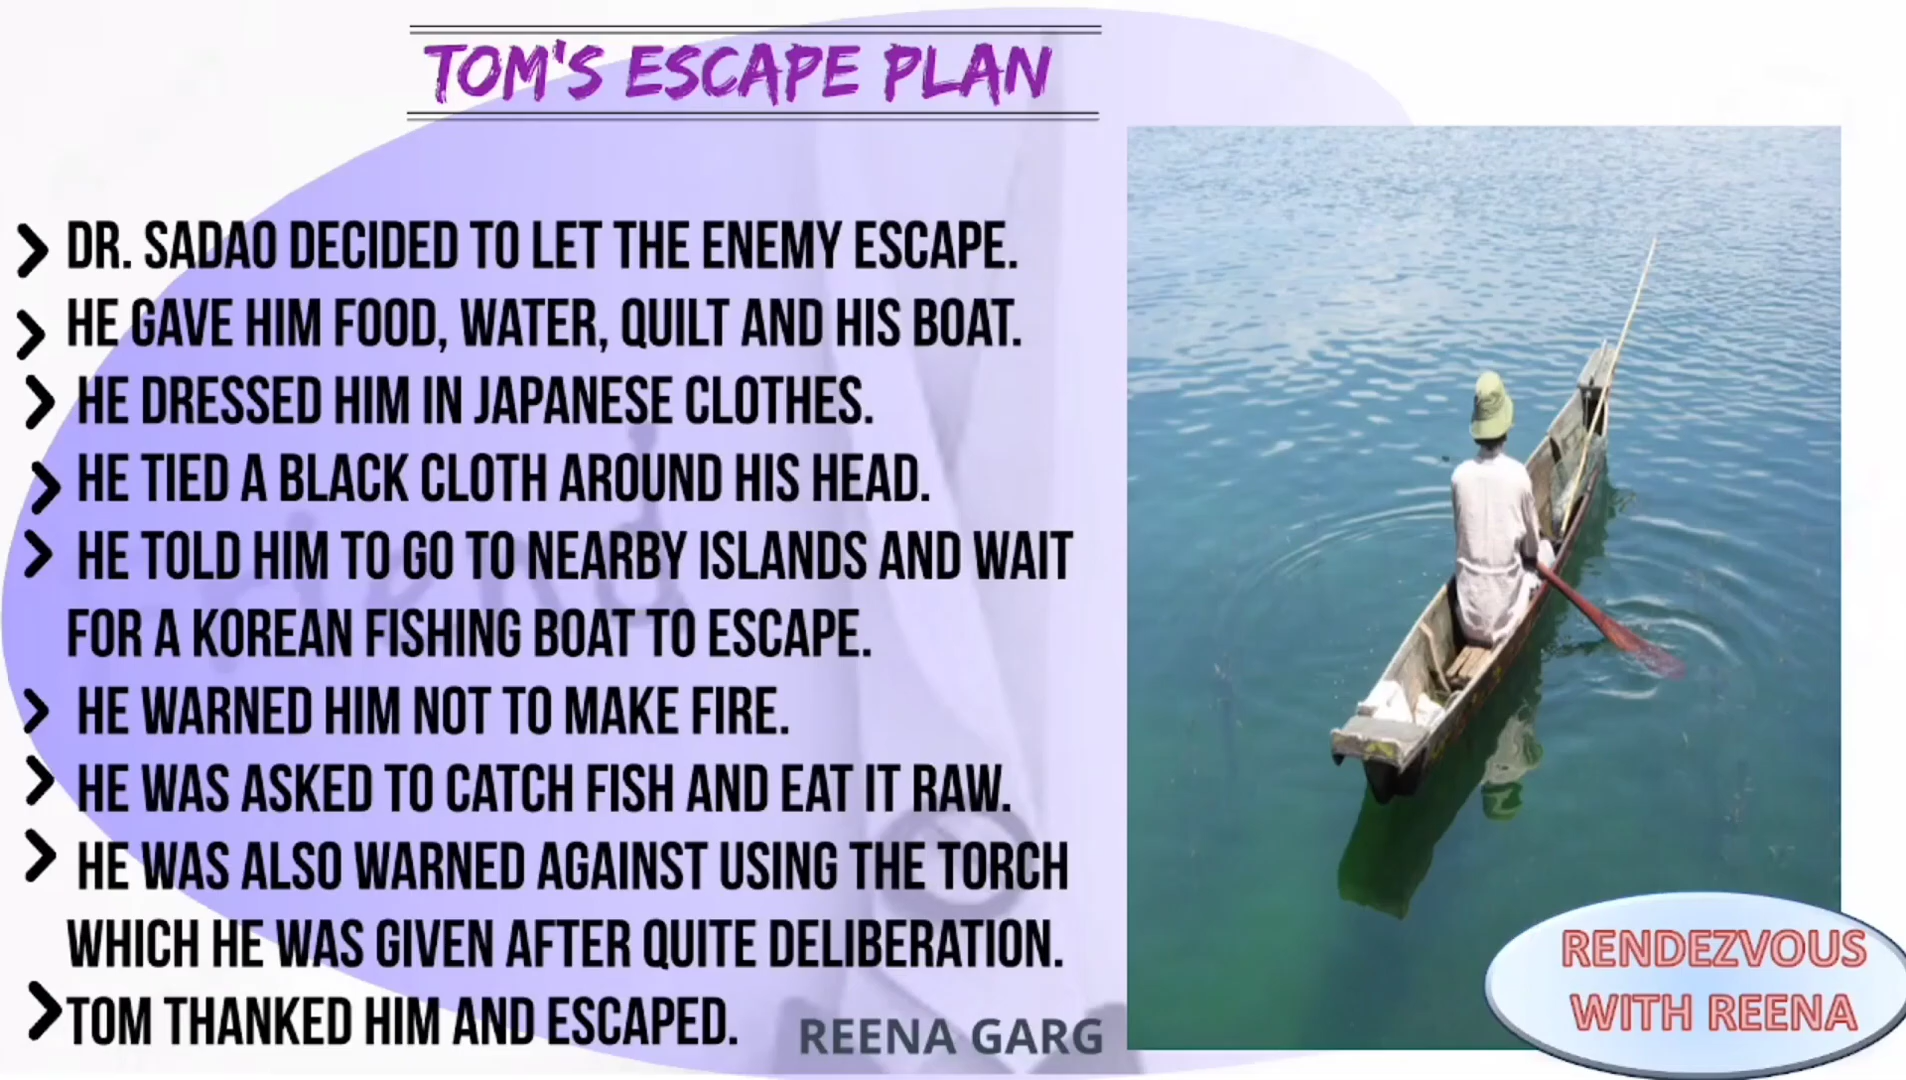 TOM'S ESCAPE PLAN
DR. SADAO DECIDED TO LET THE ENEMY ESCAPE.
HE GAVE HIM FOOD, WATER, QUILT AND HIS BOAT.
HE DRESSED HIM IN JAPANESE CLOTHES.
HE TIED A BLACK CLOTH AROUND HIS HEAD.
HE TOLD HIM TO GO TO NEARBY ISLANDS AND WAIT
FOR A KOREAN FISHING BOAT TO ESCAPE.
HE WARNED HIM NOT TO MAKE FIRE.
HE WAS ASKED TO CATCH FISH AND EAT IT RAW.
HE WAS ALSO WARNED AGAINST USING THE TORCH
WHICH HE WAS GIVEN AFTER QUITE DELIBERATION.
TOM THANKED HIM AND ESCAPED.
REENA GARG
RENDEZVOUS
WITH REENA